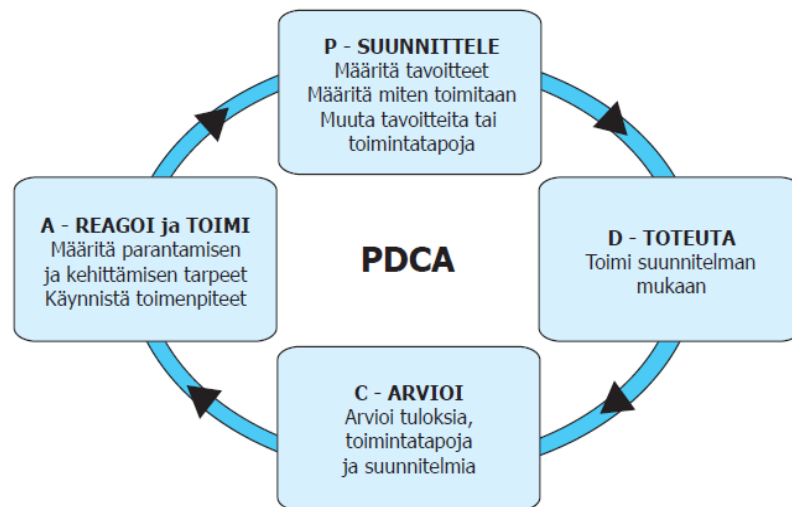 P - SUUNNITTELE
Määritä tavoitteet
Määritä miten toimitaan
Muuta tavoitteita tai
toimintatapoja
A - REAGOI ja TOIMI
Määritä parantamisen
ja kehittämisen tarpeet
Käynnistä toimenpiteet
PDCA
D - TOTEUTA
Toimi suunnitelman
mukaan
C - ARVIOI
Arvioi tuloksia,
toimintatapoja
ja suunnitelmia